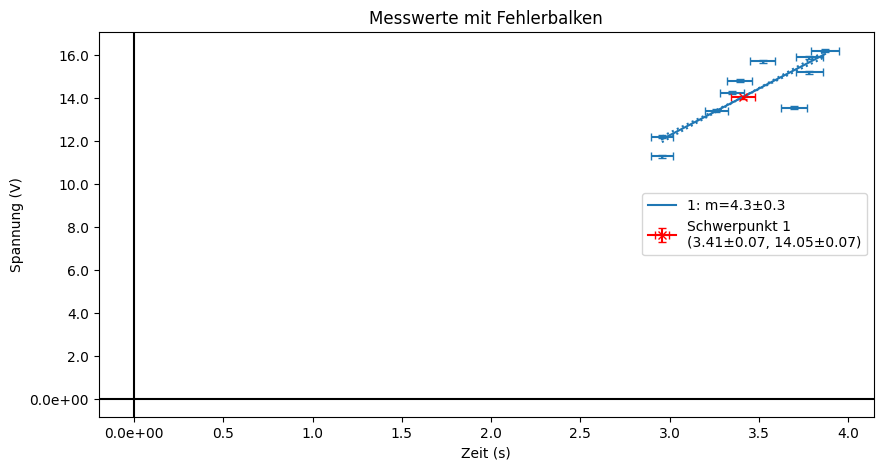 Messwerte mit Fehlerbalken
Spannung (V)
16.0
14.0
12.0
10.0
8.0
6.0
4.0
2.0
0.0e+00
1: m=4.3±0.3
Schwerpunkt 1
(3.41±0.07, 14.05±0.07)
0.0e+00 0.5 1.0 1.5 2.0 2.5 3.0 3.5 4.0
Zeit (s)